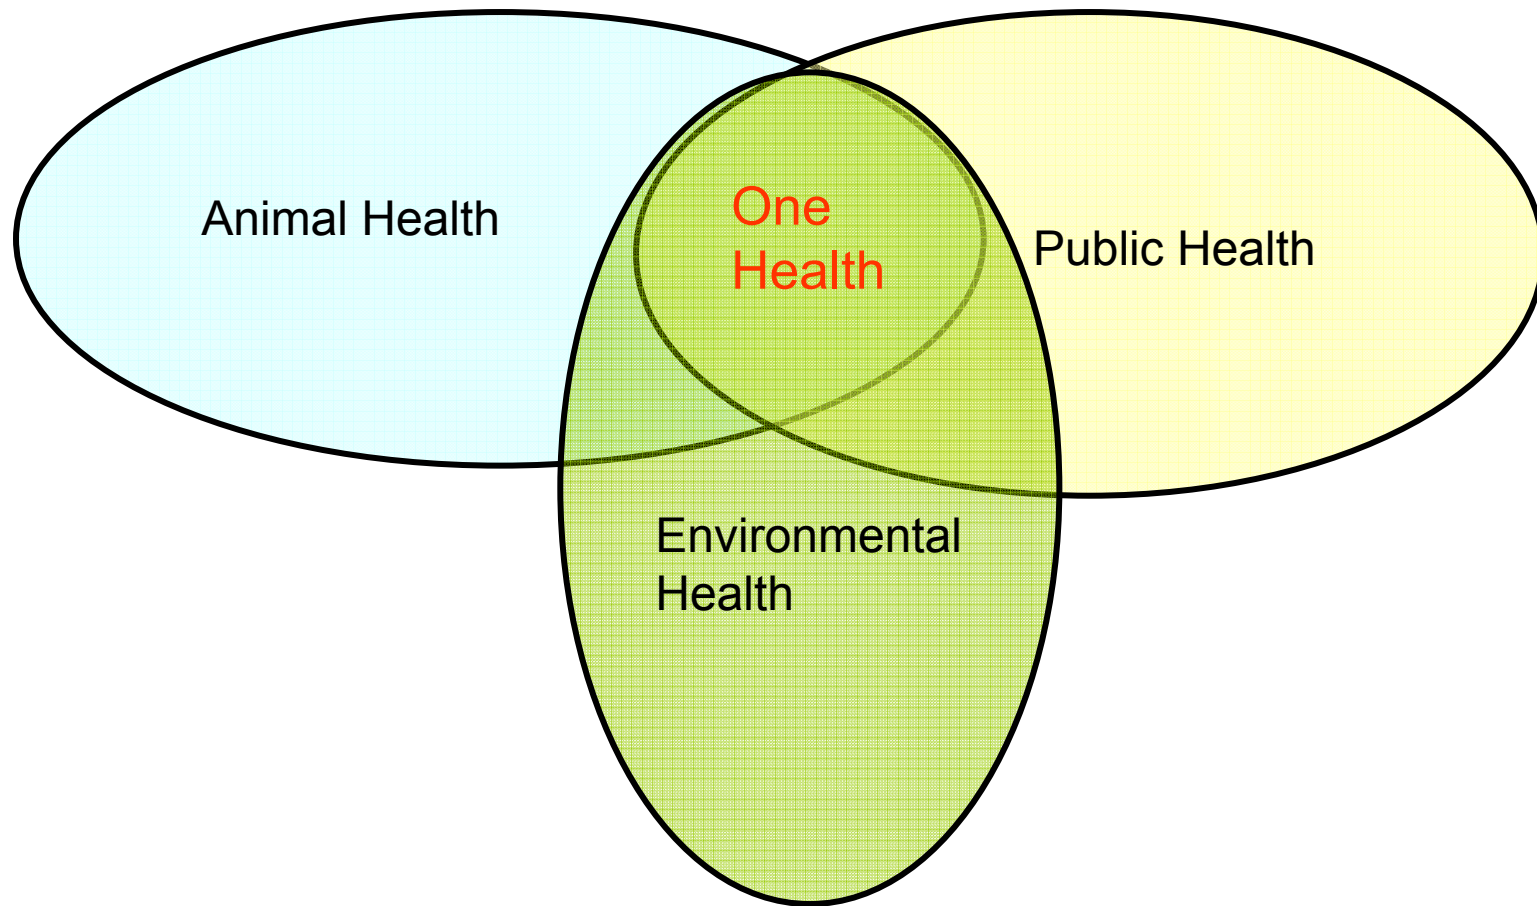 Animal Health
One
Health
Public Health
Environmental
Health